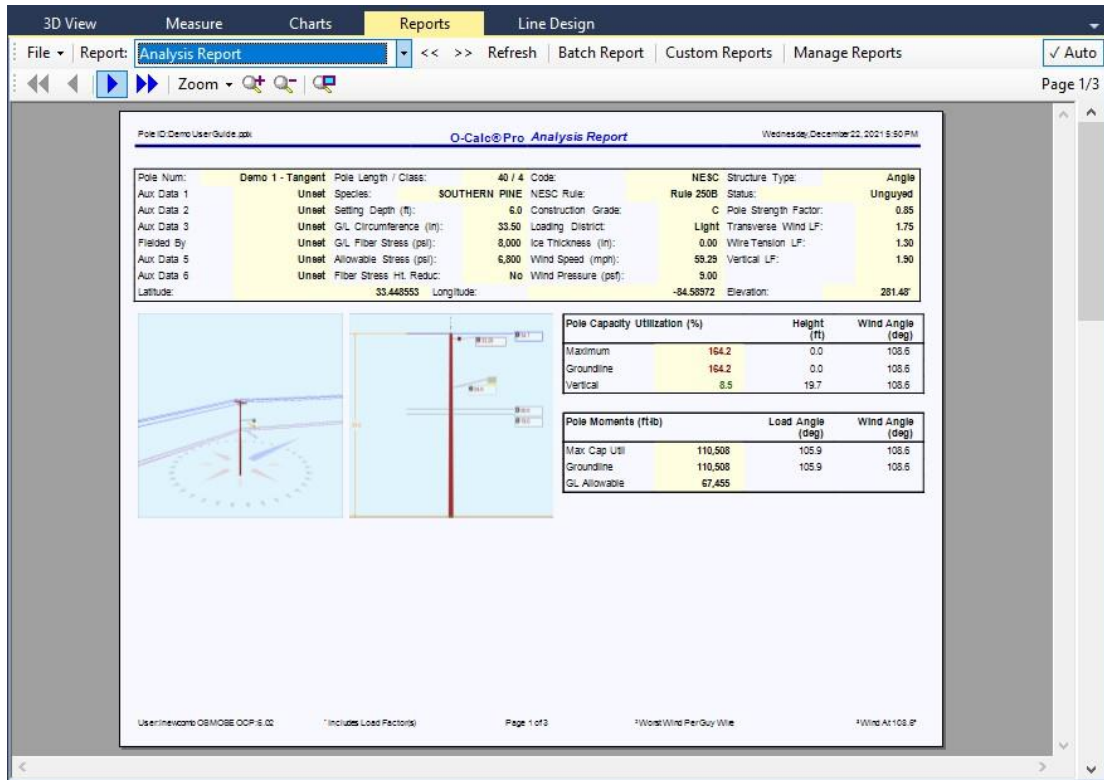 3D View Measure Charts Reports Line Design
File Report: Analysis Report << >> Refresh Batch Report Custom Reports Manage Reports ✓ Auto
Zoom Page 1/3
Pole ID:Demo User Guide.pplx O-Calc® Pro Analysis Report Wednesday, December 22, 2021 5:50 PM
Pole Num: Demo 1 - Tangent Pole Length / Class: 40 / 4 Code: NESC Structure Type: Angle
Aux Data 1 Unset Species: SOUTHERN PINE NESC Rule: Rule 250B Status: Unguyed
Aux Data 2 Unset Setting Depth (ft): 6.0 Construction Grade: C Pole Strength Factor: 0.85
Aux Data 3 Unset G/L Circumference (in): 33.50 Loading District: Light Transverse Wind LF: 1.75
Fielded By Unset G/L Fiber Stress (psi): 8,000 Ice Thickness (in): 0.00 Wire Tension LF: 1.30
Aux Data 5 Unset Allowable Stress (psi): 6,800 Wind Speed (mph): 59.29 Vertical LF: 1.90
Aux Data 6 Unset Fiber Stress Ht. Reduc: No Wind Pressure (psf): 9.00
Latitude: 33.448553 Longitude: -84.58972 Elevation: 281.48'
Pole Capacity Utilization (%) Height (ft) Wind Angle (deg)
Maximum 164.2 0.0 108.6
Groundline 164.2 0.0 108.6
Vertical 8.5 19.7 108.6
Pole Moments (ft-lb) Load Angle (deg) Wind Angle (deg)
Max Cap Util 110,508 105.9 108.6
Groundline 110,508 105.9 108.6
GL Allowable 67,455
User:lnewcomb OSMOSE OCP:6.02 Includes Load Factor(s) Page 1 of 3 Worst Wind Per Guy Wire Wind At 108.6°